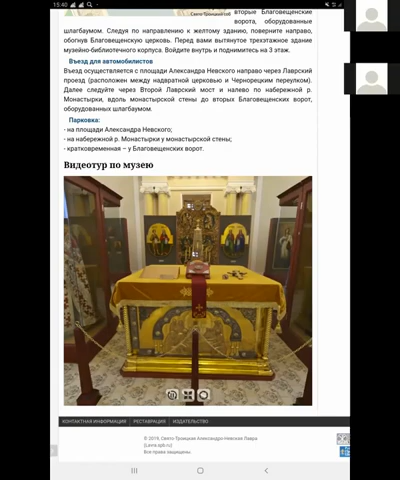 15:40
Свято-Троицкий соб
вторые Благовещенские
ворота, оборудованные
шлагбаумом. Следуя по направлению к желтому зданию, поверните направо,
обогнув Благовещенскую церковь. Перед вами вытянутое трехэтажное здание
музейно-библиотечного корпуса. Войдите внутрь и поднимитесь на 3 этаж.
Въезд для автомобилистов
Въезд осуществляется с площади Александра Невского направо через Лаврский
проезд (расположен между надвратной церковью и Чернорецким переулком).
Далее следуйте через Второй Лаврский мост и налево по набережной р.
Монастырки, вдоль монастырской стены до вторых Благовещенских ворот,
оборудованных шлагбаумом.
Парковка:
- на площади Александра Невского;
- на набережной р. Монастырки у монастырской стены;
- кратковременная – у Благовещенских ворот.
Видеотур по музею
КОНТАКТНАЯ ИНФОРМАЦИЯ РЕСТАВРАЦИЯ ИЗДАТЕЛЬСТВО
© 2019, Свято-Троицкая Александро-Невская Лавра
(Lavra.spb.ru)
Все права защищены.